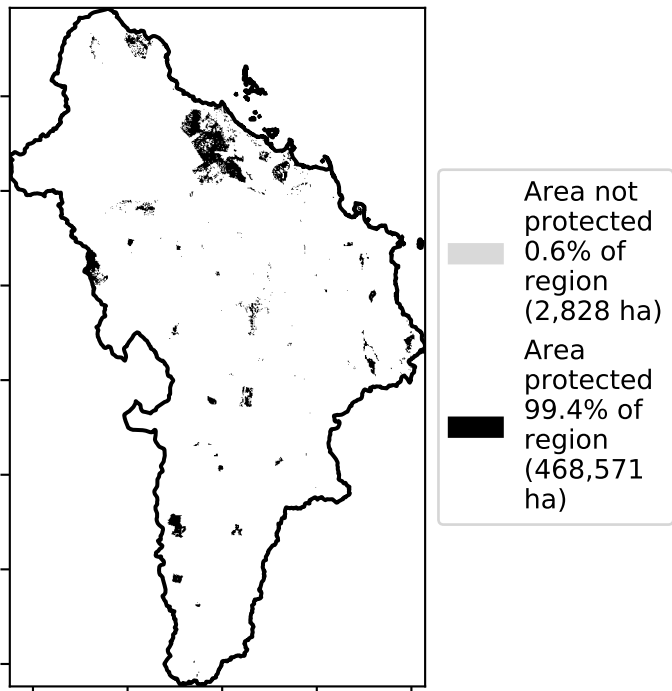 Area not
protected
0.6% of
region
(2,828 ha)
Area
protected
99.4% of
region
(468,571
ha)